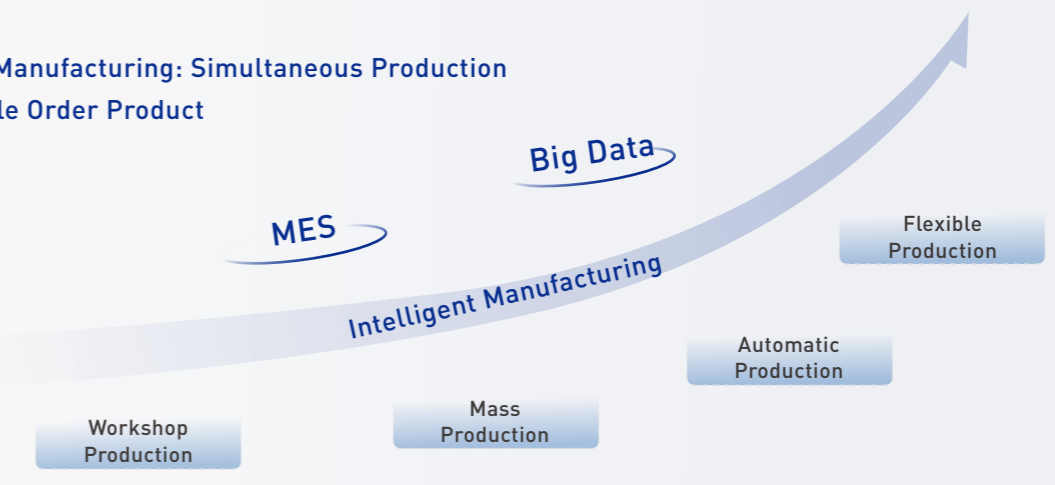 Manufacturing: Simultaneous Production
le Order Product
Big Data
MES
Flexible
Production
Intelligent Manufacturing
Automatic
Production
Mass
Production
Workshop
Production